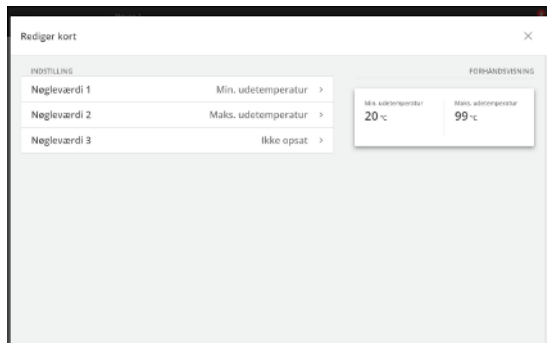 Rediger kort
INDSTILLING
Nøgleværdi 1 Min. udetemperatur
Nøgleværdi 2 Maks. udetemperatur
Nøgleværdi 3 Ikke opsat
FORHÅNDSVISNING
Min. udetemperatur Maks. udetemperatur
20 °C 99 °C